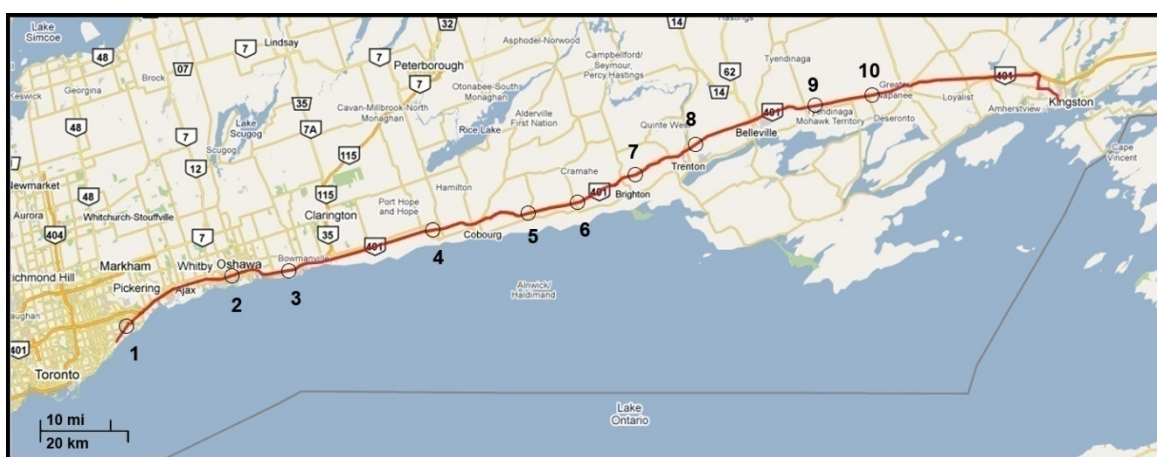 Lake
Simcoe
48
7
Lindsay
7
Asphodel-Norwood
32
14
Hastings
Tyendinaga
7
Brock
07
Peterborough
7
Campbellford/
Seymour,
Percy Hastings
62
14
Keswick
Georgina
48
Lake
Scugog
Scugog
35
7A
Cavan-Millbrook-North
Monaghan
Otonabee-South
Monaghan
Rice Lake
Alderville
First Nation
Quinte West
8
9
10
401
Tyendinaga
Mohawk Territory
Greater
Napanee
Deseronto
Loyalist
401
Amherstview
Kingston
Belleville
7
12
115
Newmarket
48
Aurora
404
Whitchurch-Stouffville
115
Clarington
35
Hamilton
Port Hope
and Hope
Cramahe
7
Trenton
401
Brighton
Cape
Vincent
7
Richmond Hill
Markham
Pickering
Whitby
Oshawa
Ajax
Bowmanville
401
4
Cobourg
5
6
2
3
Alnwick/
Haldimand
Vaughan
401
1
Toronto
10 mi
20 km
Lake
Ontario